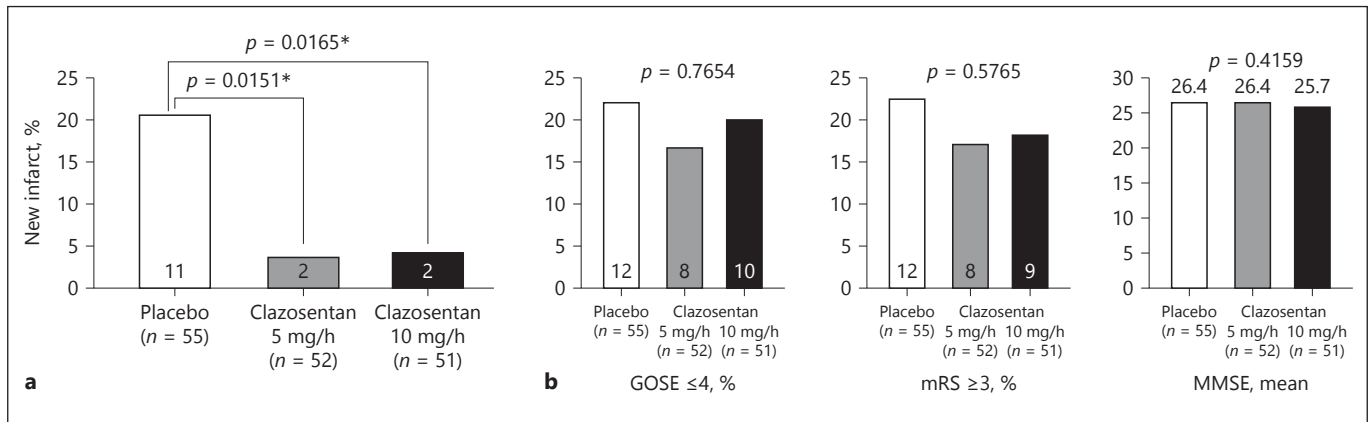 p = 0.0165*
p = 0.0151*
25
20
15
10
5
0
New infarct, %
11
2
2
Placebo
(n = 55)
Clazosentan
5 mg/h
(n = 52)
Clazosentan
10 mg/h
(n = 51)
a
p = 0.7654
25
20
15
10
5
0
12
8
10
Placebo
(n = 55)
Clazosentan
5 mg/h 10 mg/h
(n = 52) (n = 51)
b
GOSE ≤4, %
p = 0.5765
25
20
15
10
5
0
12
8
9
Placebo
(n = 55)
Clazosentan
5 mg/h 10 mg/h
(n = 52) (n = 51)
mRS ≥3, %
p = 0.4159
30
25
20
15
10
5
0
26.4 26.4 25.7
Placebo
(n = 55)
Clazosentan
5 mg/h 10 mg/h
(n = 52) (n = 51)
MMSE, mean